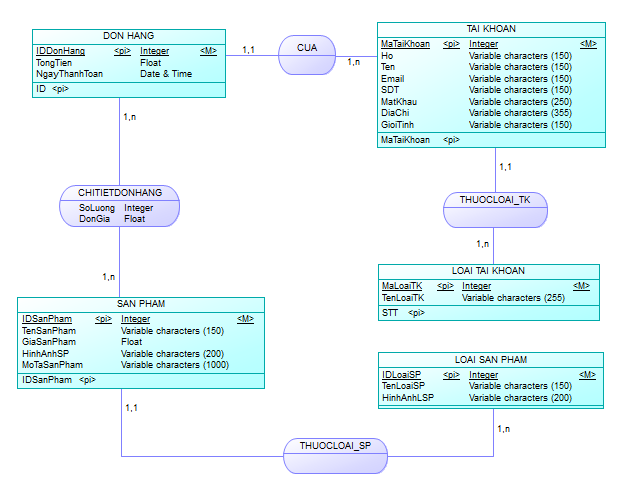 DON HANG
IDDonHang <pi> Integer <M>
TongTien Float
NgayThanhToan Date & Time
ID <pi>
1,1
CUA
1,n
TAI KHOAN
MaTaiKhoan <pi> Integer <M>
Ho Variable characters (150)
Ten Variable characters (150)
Email Variable characters (150)
SDT Variable characters (150)
MatKhau Variable characters (250)
DiaChi Variable characters (355)
GioiTinh Variable characters (150)
MaTaiKhoan <pi>
1,n
CHITIETDONHANG
SoLuong Integer
DonGia Float
1,n
1,1
THUOCLOAI_TK
1,n
LOAI TAI KHOAN
MaLoaiTK <pi> Integer <M>
TenLoaiTK Variable characters (255)
STT <pi>
SAN PHAM
IDSanPham <pi> Integer <M>
TenSanPham Variable characters (150)
GiaSanPham Float
HinhAnhSP Variable characters (200)
MoTaSanPham Variable characters (1000)
IDSanPham <pi>
1,1
LOAI SAN PHAM
IDLoaiSP <pi> Integer <M>
TenLoaiSP Variable characters (150)
HinhAnhLSP Variable characters (200)
1,n
THUOCLOAI_SP